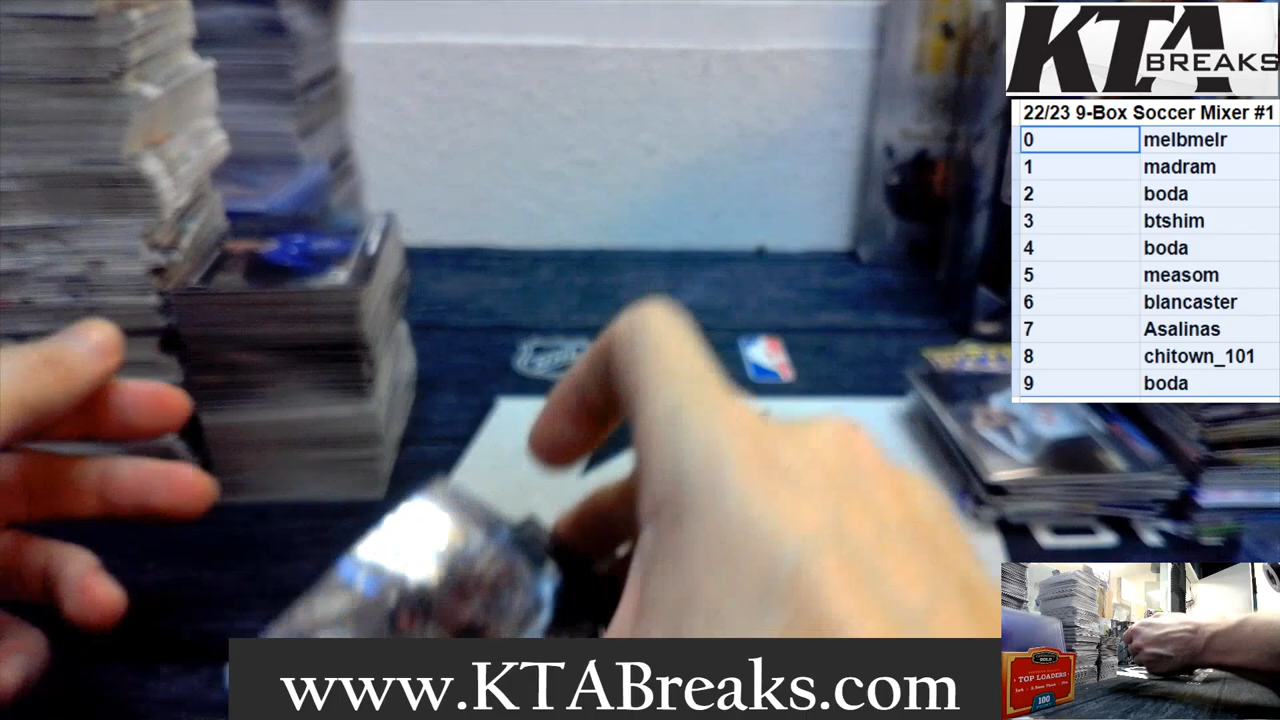 KTA
BREAKS
22/23 9-Box Soccer Mixer #1
0 melbmelr
1 madram
2 boda
3 btshim
4 boda
5 measom
6 blancaster
7 Asalinas
8 chitown_101
9 boda
TOP LOADERS
100
www.KTABreaks.com